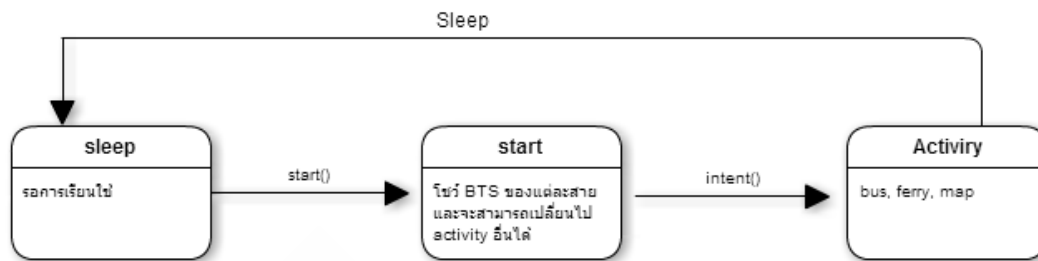 Sleep
sleep
รอการเรียนใช้
start()
start
โชว์ BTS ของแต่ละสาย
และจะสามารถเปลี่ยนไป
activity อื่นได้
intent()
Activiry
bus, ferry, map